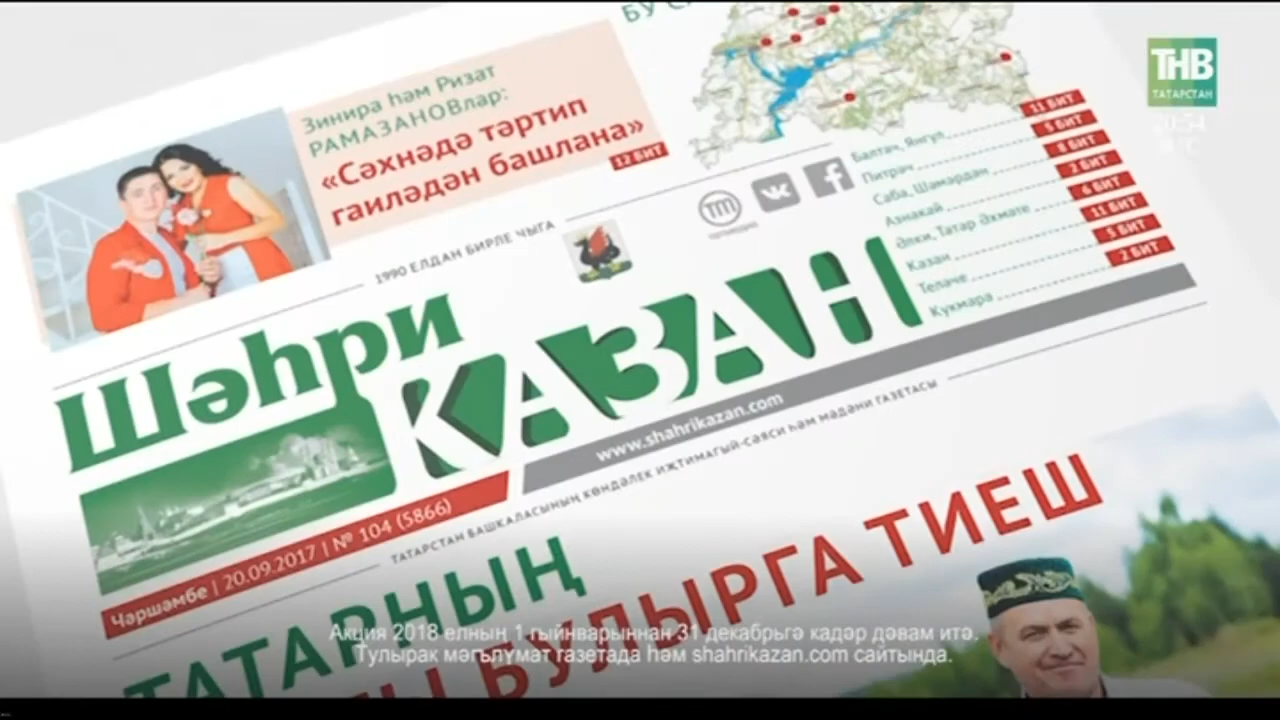 БУ
ТНВ
ТАТАРСТАН
20:54
Зинира һәм Ризат
РАМАЗАНОВлар:
«Сәхнәдә тәртип
гаиләдән башлана»
12 БИТ
Балтач, Янгул 11 БИТ
Питрәч 5 БИТ
Саба, Шәмәрдән 8 БИТ
Азнакай 2 БИТ
Әлки, Татар Әхмәте 6 БИТ
Казан 11 БИТ
Теләче 5 БИТ
Кукмара 2 БИТ
1990 ЕЛДАН БИРЛЕ ЧЫГА
Шәһри
КАЗАН
www.shahrikazan.com
Чәршәмбе | 20.09.2017 | № 104 (5866)
ТАТАРСТАН БАШКАЛАСЫНЫҢ КӨНДӘЛЕК ИҖТИМАГЫЙ-СӘЯСИ ҺӘМ МӘДӘНИ ГАЗЕТАСЫ
ТАТАРНЫҢ
БУЛЫРГА ТИЕШ
Акция 2018 елның 1 гыйнварыннан 31 декабрьгә кадәр дәвам итә.
Тулырак мәгълүмат газетада һәм shahrikazan.com сайтында.